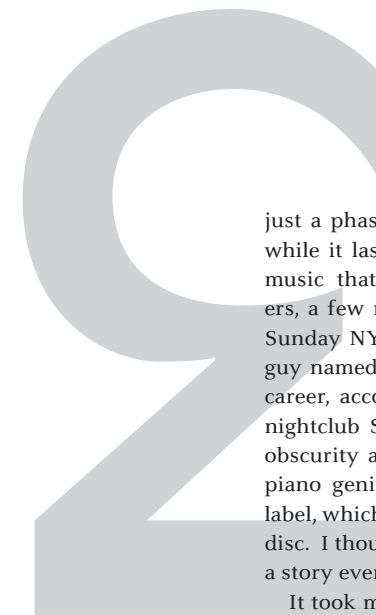 just a phas
while it las
music that
ers, a few
Sunday NY
guy named
career, acco
nightclub S
obscurity a
piano geni
label, which
disc. I thou
a story eve
It took m